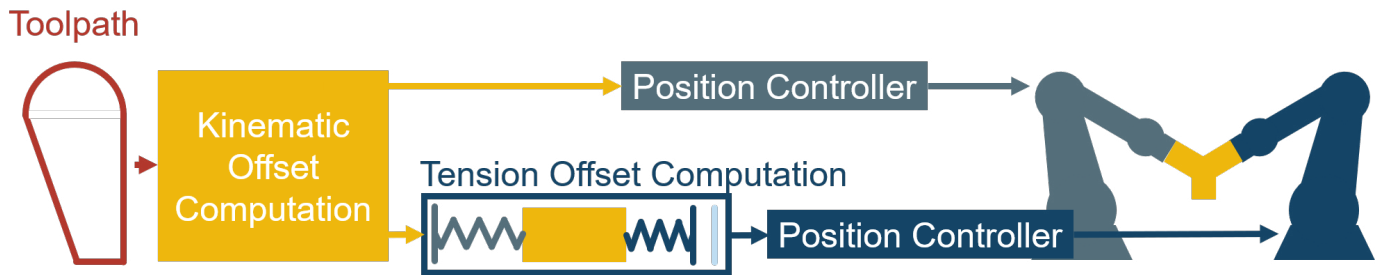 Toolpath
Kinematic
Offset
Computation
Position Controller
Tension Offset Computation
Position Controller